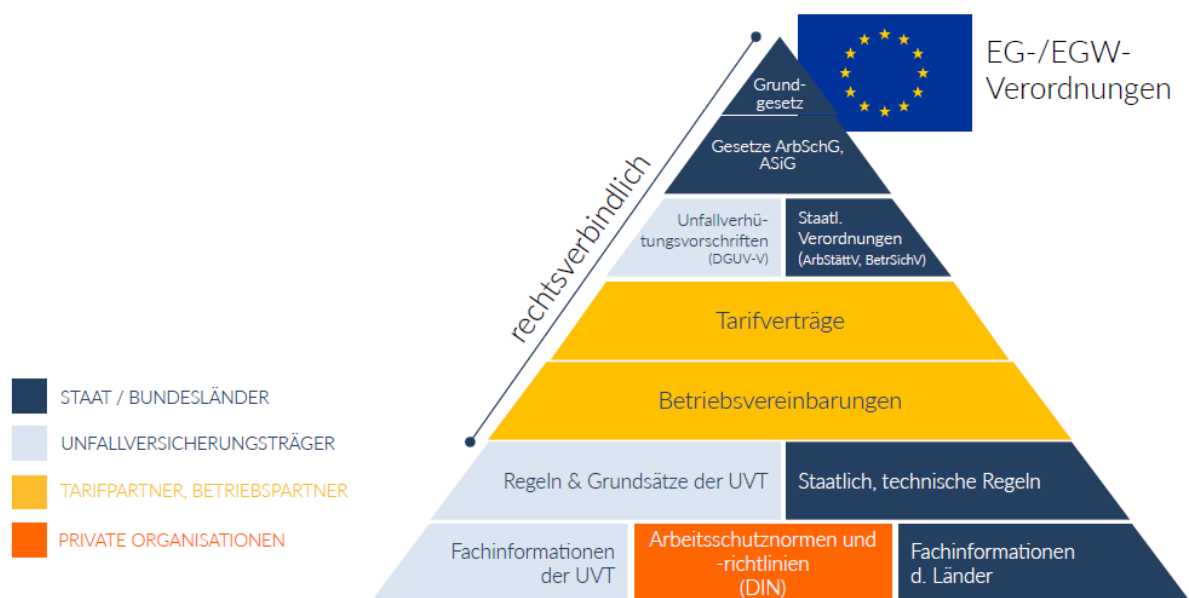 EG-/EGW-
Verordnungen
Grund-
gesetz
Gesetze ArbSchG,
ASiG
rechtsverbindlich
Unfallverhü-
tungsvorschriften
(DGUV-V)
Staatl.
Verordnungen
(ArbStättV, BetrSichV)
Tarifverträge
Betriebsvereinbarungen
Regeln & Grundsätze der UVT
Staatlich, technische Regeln
Fachinformationen
der UVT
Arbeitsschutznormen und
-richtlinien
(DIN)
Fachinformationen
d. Länder
STAAT / BUNDESLÄNDER
UNFALLVERSICHERUNGSTRÄGER
TARIFPARTNER, BETRIEBSPARTNER
PRIVATE ORGANISATIONEN